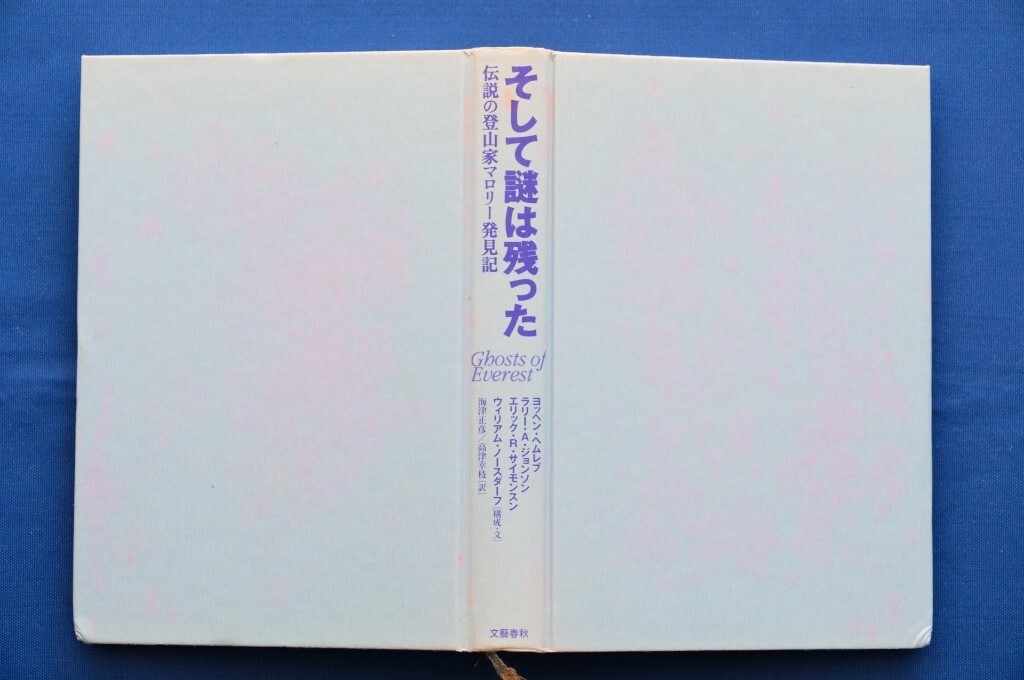 そして謎は残った
伝説の登山家マロリー発見記
Ghosts of
Everest
ヨッヘン・ヘムレブ
ラリー・A・ジョンソン
エリック・R・サイモンスン
ウィリアム・ノースダーフ[構成・文]
海津正彦/高津幸枝[訳]
文藝春秋